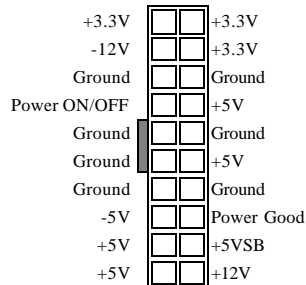 +3.3V +3.3V
-12V +3.3V
Ground Ground
Power ON/OFF +5V
Ground Ground
Ground +5V
Ground Ground
-5V Power Good
+5V +5VSB
+5V +12V